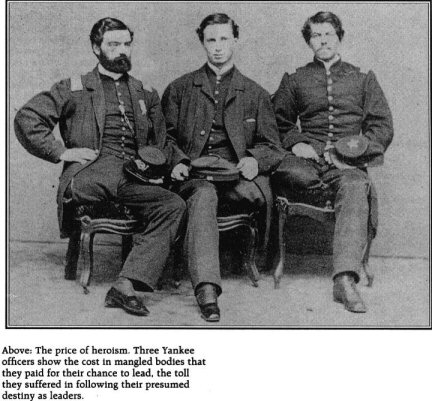 Above: The price of heroism. Three Yankee
officers show the cost in mangled bodies that
they paid for their chance to lead, the toll
they suffered in following their presumed
destiny as leaders.